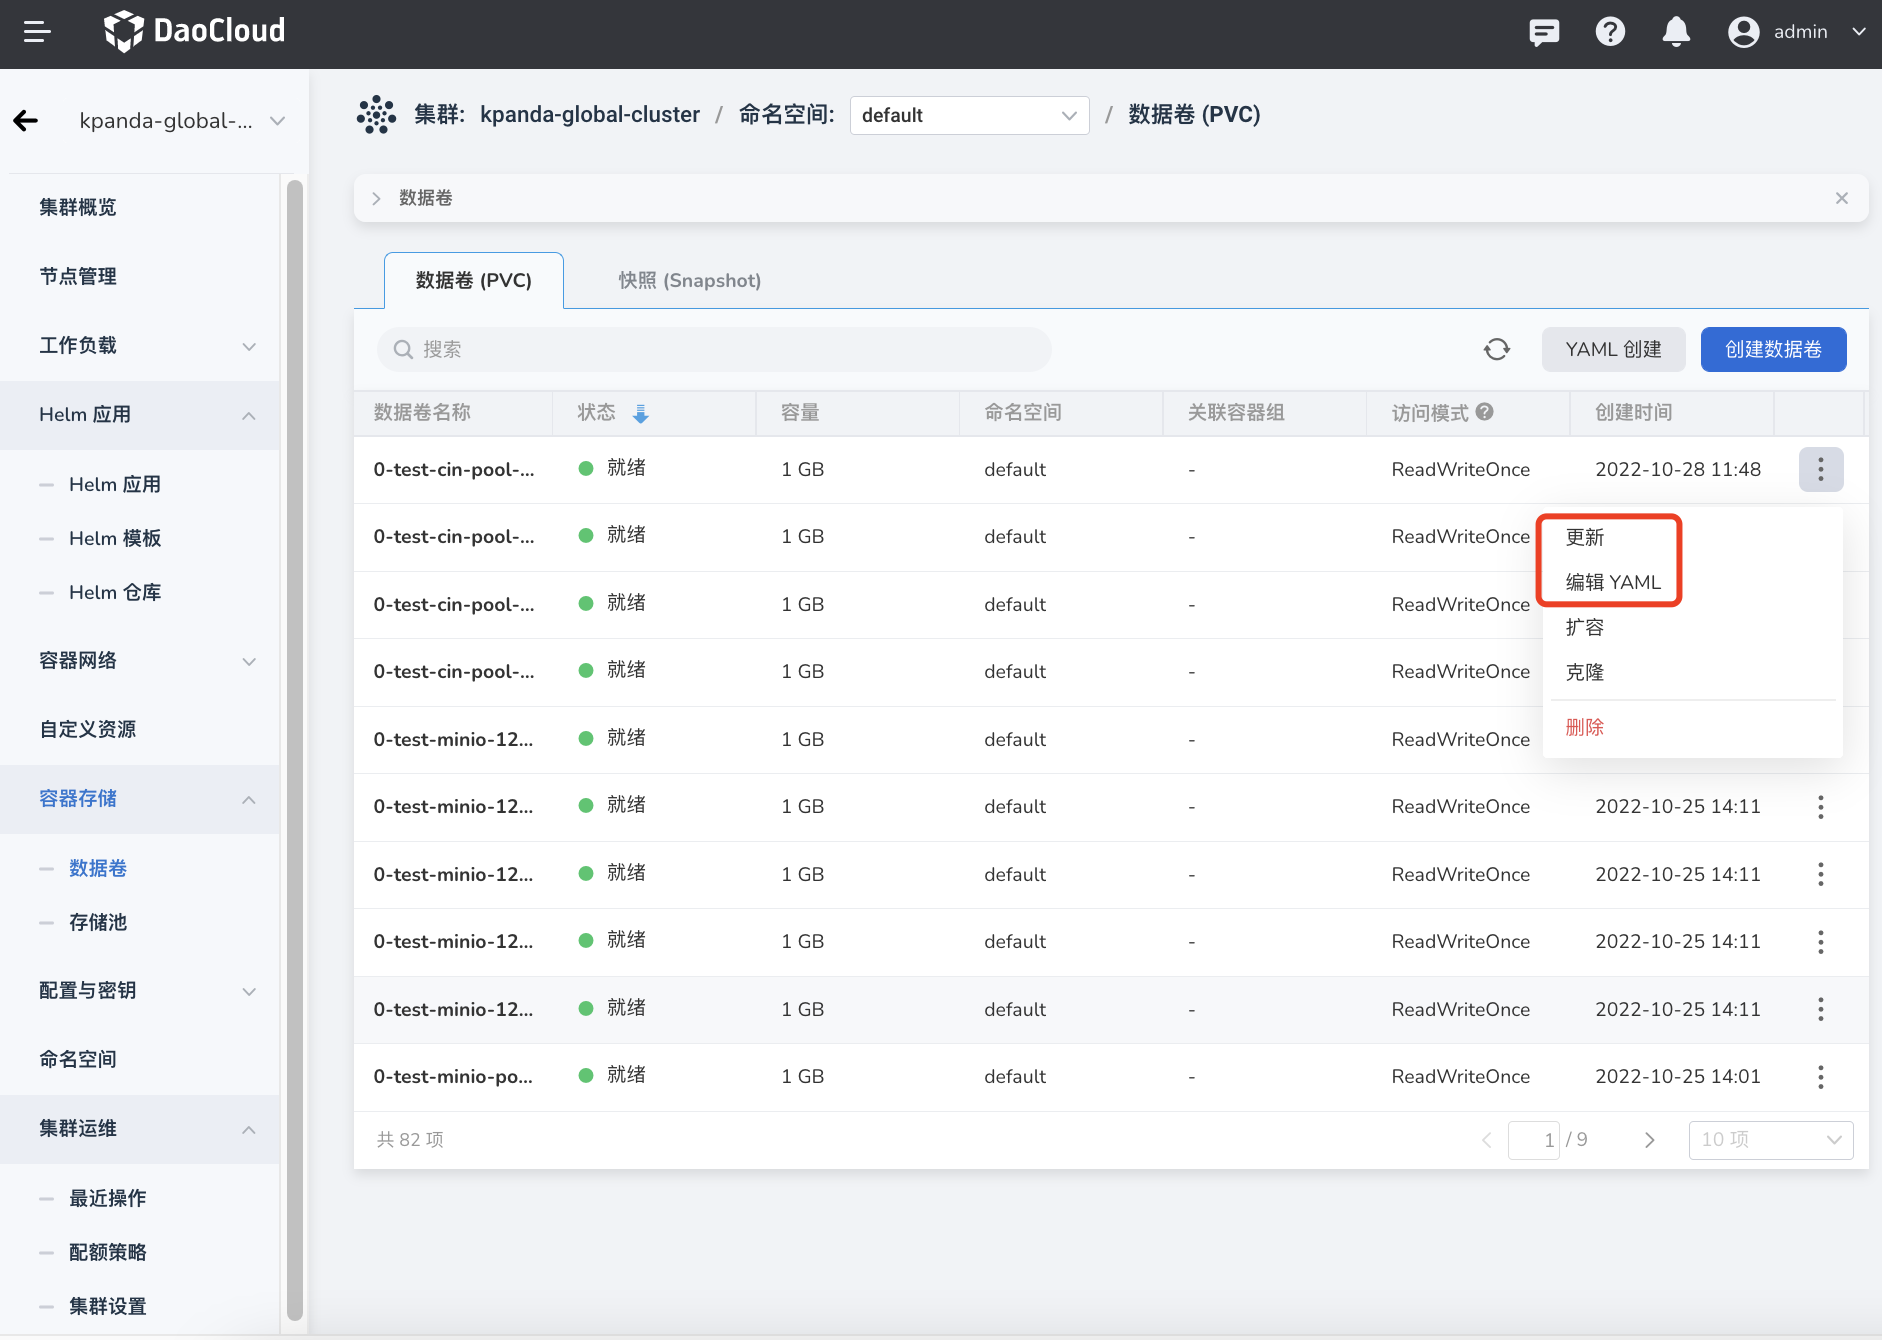 DaoCloud
admin
kpanda-global-...
集群概览
节点管理
工作负载
Helm 应用
Helm 应用
Helm 模板
Helm 仓库
容器网络
自定义资源
容器存储
数据卷
存储池
配置与密钥
命名空间
集群运维
最近操作
配额策略
集群设置
集群: kpanda-global-cluster / 命名空间: default / 数据卷 (PVC)
数据卷
数据卷 (PVC) 快照 (Snapshot)
搜索 YAML 创建 创建数据卷
数据卷名称 状态 容量 命名空间 关联容器组 访问模式 创建时间
0-test-cin-pool-... 就绪 1 GB default - ReadWriteOnce 2022-10-28 11:48
0-test-cin-pool-... 就绪 1 GB default - ReadWriteOnce
0-test-cin-pool-... 就绪 1 GB default - ReadWriteOnce
0-test-cin-pool-... 就绪 1 GB default - ReadWriteOnce
0-test-minio-12... 就绪 1 GB default - ReadWriteOnce
0-test-minio-12... 就绪 1 GB default - ReadWriteOnce 2022-10-25 14:11
0-test-minio-12... 就绪 1 GB default - ReadWriteOnce 2022-10-25 14:11
0-test-minio-12... 就绪 1 GB default - ReadWriteOnce 2022-10-25 14:11
0-test-minio-12... 就绪 1 GB default - ReadWriteOnce 2022-10-25 14:11
0-test-minio-po... 就绪 1 GB default - ReadWriteOnce 2022-10-25 14:01
更新
编辑 YAML
扩容
克隆
删除
共 82 项 1 / 9 10 项